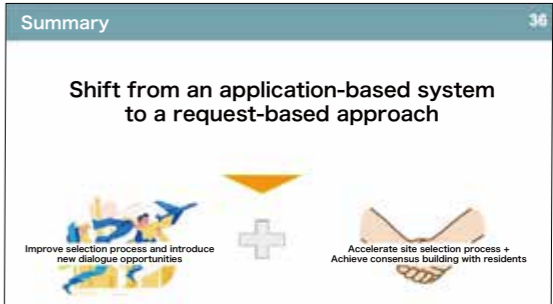 Summary
36
Shift from an application-based system
to a request-based approach
Improve selection process and introduce
new dialogue opportunities
Accelerate site selection process +
Achieve consensus building with residents